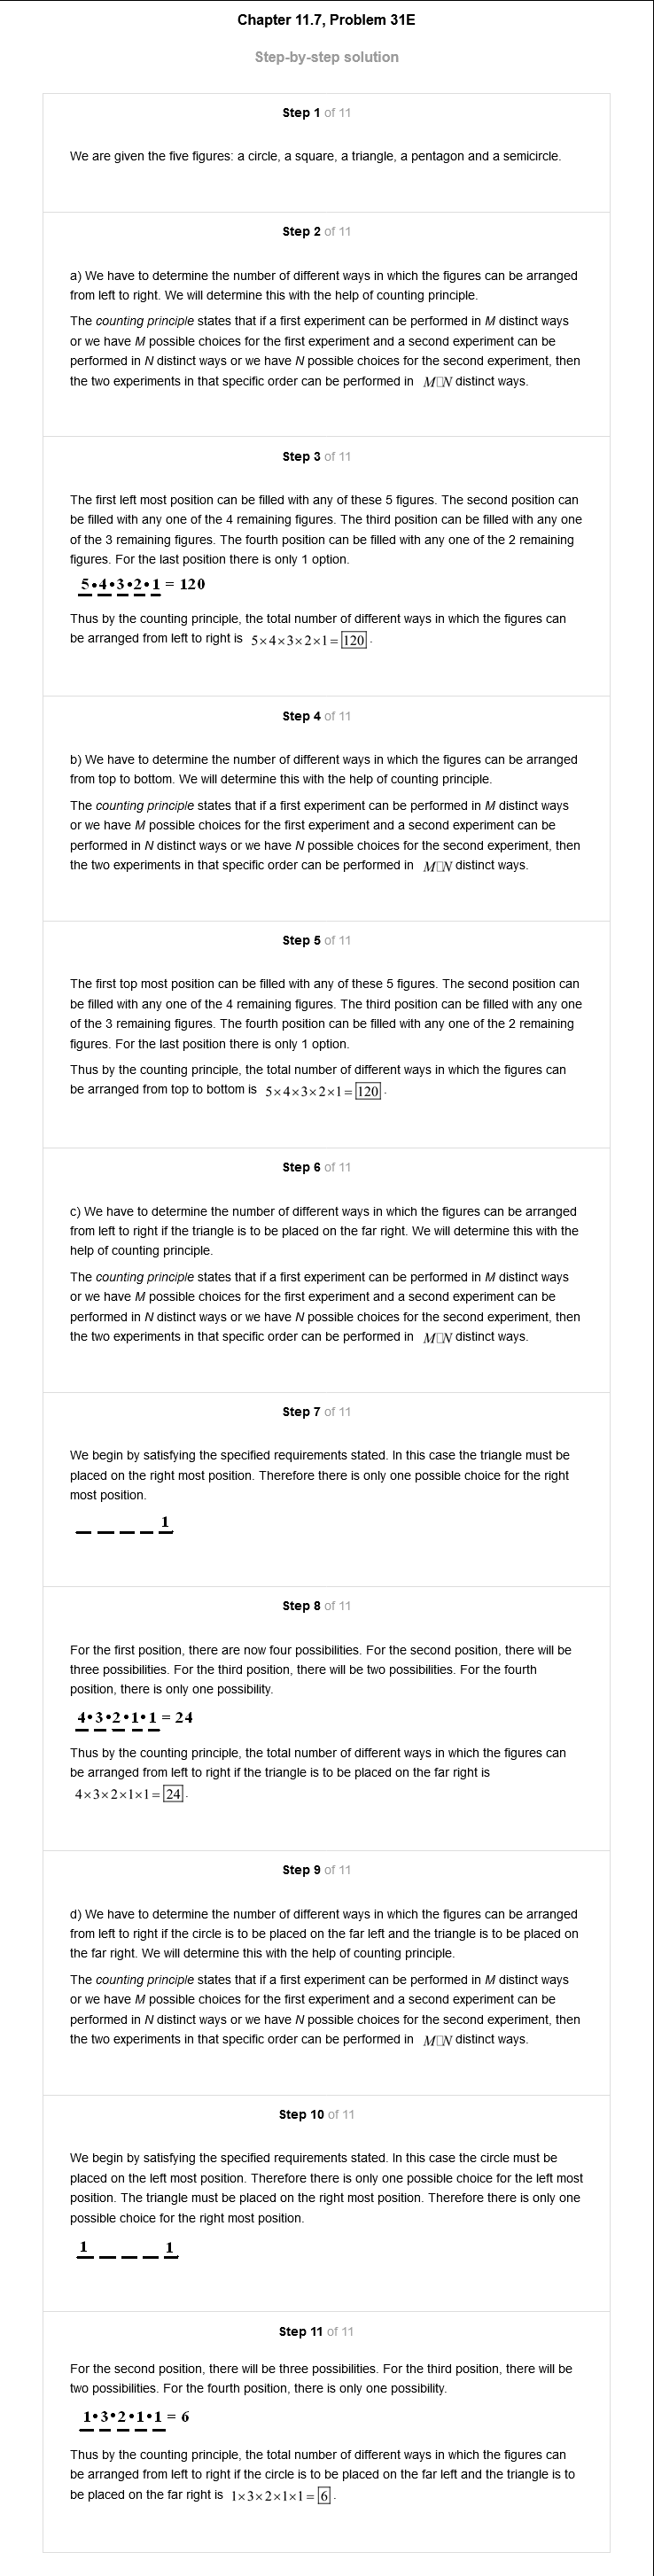 Chapter 11.7, Problem 31E
Step-by-step solution
Step 1 of 11
We are given the five figures: a circle, a square, a triangle, a pentagon and a semicircle.
Step 2 of 11
a) We have to determine the number of different ways in which the figures can be arranged
from left to right. We will determine this with the help of counting principle.
The counting principle states that if a first experiment can be performed in M distinct ways
or we have M possible choices for the first experiment and a second experiment can be
performed in N distinct ways or we have N possible choices for the second experiment, then
the two experiments in that specific order can be performed in M□N distinct ways.
Step 3 of 11
The first left most position can be filled with any of these 5 figures. The second position can
be filled with any one of the 4 remaining figures. The third position can be filled with any one
of the 3 remaining figures. The fourth position can be filled with any one of the 2 remaining
figures. For the last position there is only 1 option.
5•4•3•2•1 = 120
Thus by the counting principle, the total number of different ways in which the figures can
be arranged from left to right is 5×4×3×2×1=120.
Step 4 of 11
b) We have to determine the number of different ways in which the figures can be arranged
from top to bottom. We will determine this with the help of counting principle.
The counting principle states that if a first experiment can be performed in M distinct ways
or we have M possible choices for the first experiment and a second experiment can be
performed in N distinct ways or we have N possible choices for the second experiment, then
the two experiments in that specific order can be performed in M□N distinct ways.
Step 5 of 11
The first top most position can be filled with any of these 5 figures. The second position can
be filled with any one of the 4 remaining figures. The third position can be filled with any one
of the 3 remaining figures. The fourth position can be filled with any one of the 2 remaining
figures. For the last position there is only 1 option.
Thus by the counting principle, the total number of different ways in which the figures can
be arranged from top to bottom is 5×4×3×2×1=120.
Step 6 of 11
c) We have to determine the number of different ways in which the figures can be arranged
from left to right if the triangle is to be placed on the far right. We will determine this with the
help of counting principle.
The counting principle states that if a first experiment can be performed in M distinct ways
or we have M possible choices for the first experiment and a second experiment can be
performed in N distinct ways or we have N possible choices for the second experiment, then
the two experiments in that specific order can be performed in M□N distinct ways.
Step 7 of 11
We begin by satisfying the specified requirements stated. In this case the triangle must be
placed on the right most position. Therefore there is only one possible choice for the right
most position.
_ _ _ _ 1
Step 8 of 11
For the first position, there are now four possibilities. For the second position, there will be
three possibilities. For the third position, there will be two possibilities. For the fourth
position, there is only one possibility.
4•3•2•1•1 = 24
Thus by the counting principle, the total number of different ways in which the figures can
be arranged from left to right if the triangle is to be placed on the far right is
4×3×2×1×1=24.
Step 9 of 11
d) We have to determine the number of different ways in which the figures can be arranged
from left to right if the circle is to be placed on the far left and the triangle is to be placed on
the far right. We will determine this with the help of counting principle.
The counting principle states that if a first experiment can be performed in M distinct ways
or we have M possible choices for the first experiment and a second experiment can be
performed in N distinct ways or we have N possible choices for the second experiment, then
the two experiments in that specific order can be performed in M□N distinct ways.
Step 10 of 11
We begin by satisfying the specified requirements stated. In this case the circle must be
placed on the left most position. Therefore there is only one possible choice for the left most
position. The triangle must be placed on the right most position. Therefore there is only one
possible choice for the right most position.
1 _ _ _ 1
Step 11 of 11
For the second position, there will be three possibilities. For the third position, there will be
two possibilities. For the fourth position, there is only one possibility.
1•3•2•1•1 = 6
Thus by the counting principle, the total number of different ways in which the figures can
be arranged from left to right if the circle is to be placed on the far left and the triangle is to
be placed on the far right is 1×3×2×1×1=6.